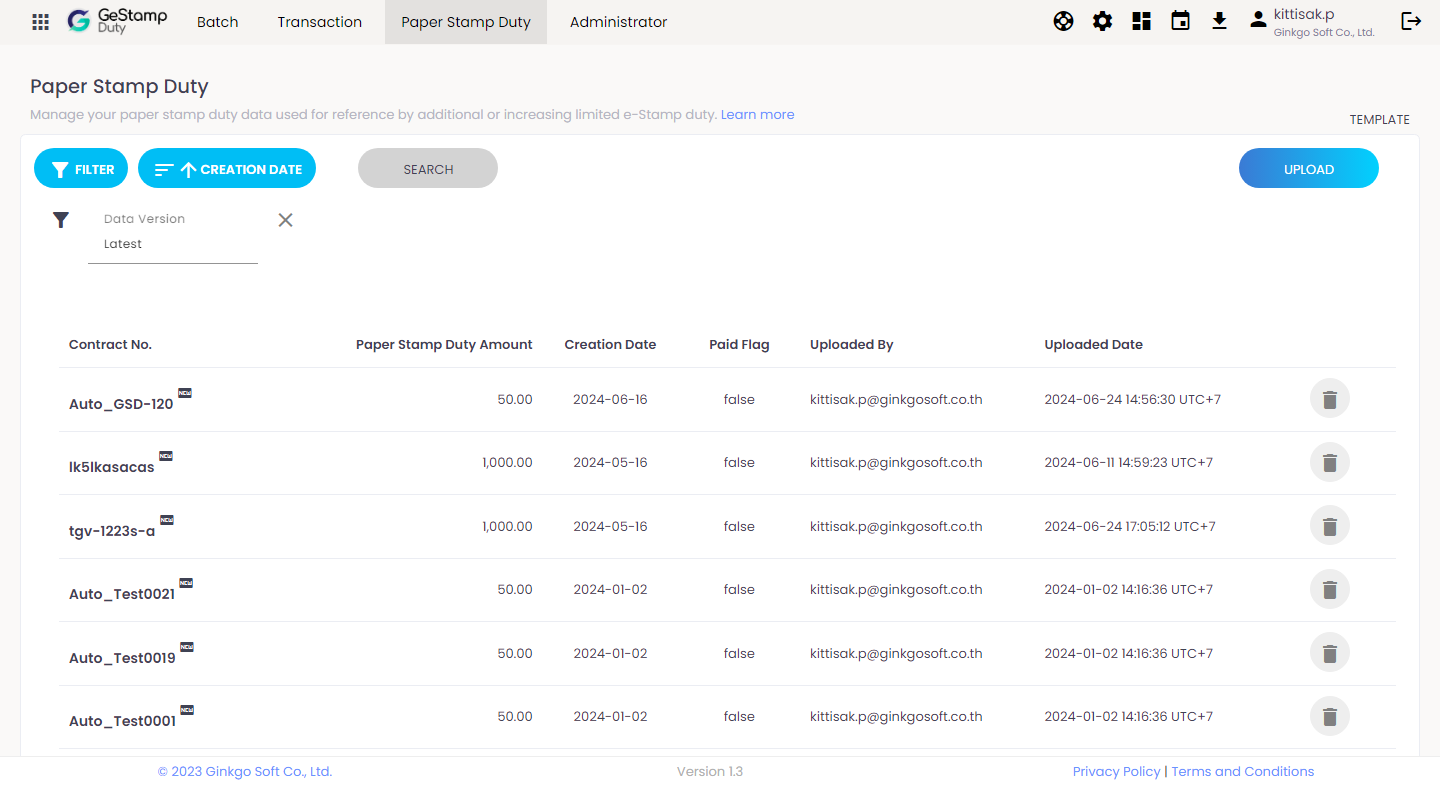 GeStamp
Duty
Batch
Transaction
Paper Stamp Duty
Administrator
kittisak.p
Ginkgo Soft Co., Ltd.
Paper Stamp Duty
Manage your paper stamp duty data used for reference by additional or increasing limited e-Stamp duty. Learn more
TEMPLATE
FILTER
CREATION DATE
SEARCH
UPLOAD
Data Version
Latest
Contract No. Paper Stamp Duty Amount Creation Date Paid Flag Uploaded By Uploaded Date
Auto_GSD-120 NEW 50.00 2024-06-16 false kittisak.p@ginkgosoft.co.th 2024-06-24 14:56:30 UTC+7
lk5lkasacas NEW 1,000.00 2024-05-16 false kittisak.p@ginkgosoft.co.th 2024-06-11 14:59:23 UTC+7
tgv-1223s-a NEW 1,000.00 2024-05-16 false kittisak.p@ginkgosoft.co.th 2024-06-24 17:05:12 UTC+7
Auto_Test0021 NEW 50.00 2024-01-02 false kittisak.p@ginkgosoft.co.th 2024-01-02 14:16:36 UTC+7
Auto_Test0019 NEW 50.00 2024-01-02 false kittisak.p@ginkgosoft.co.th 2024-01-02 14:16:36 UTC+7
Auto_Test0001 NEW 50.00 2024-01-02 false kittisak.p@ginkgosoft.co.th 2024-01-02 14:16:36 UTC+7
© 2023 Ginkgo Soft Co., Ltd. Version 1.3 Privacy Policy | Terms and Conditions